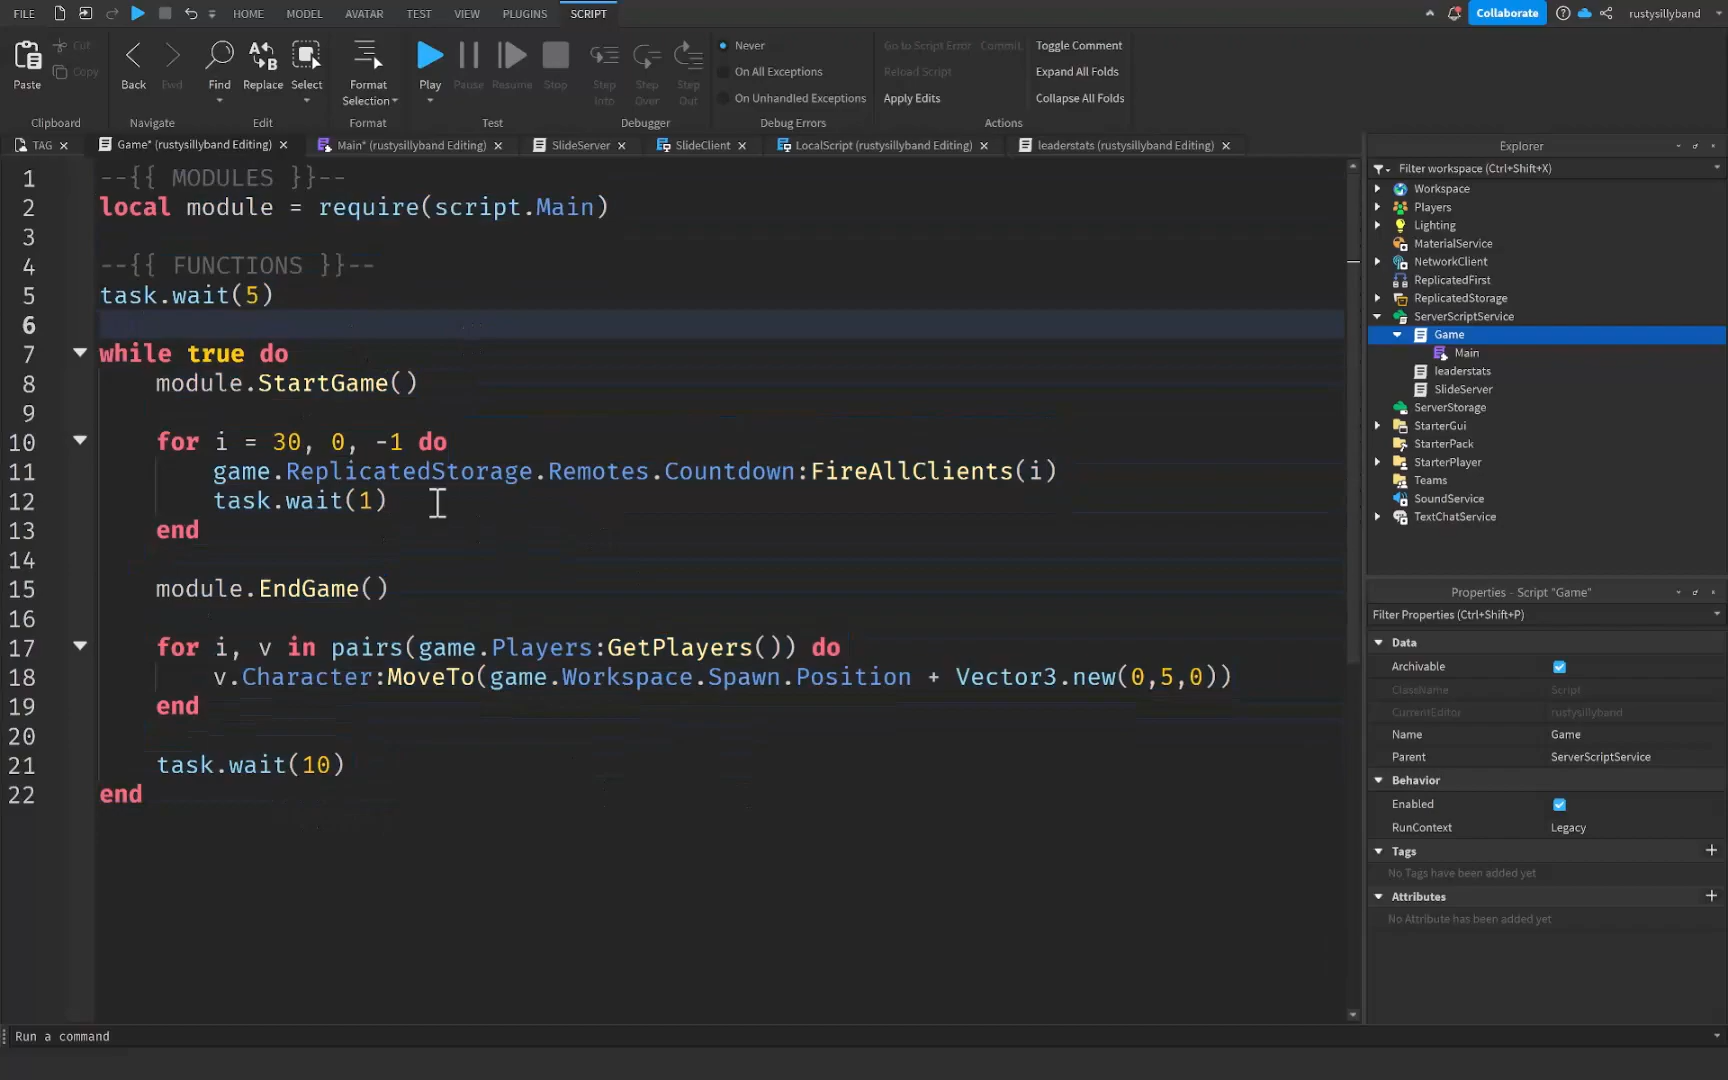 FILE HOME MODEL AVATAR TEST VIEW PLUGINS SCRIPT Collaborate rustysillyband
Paste Cut Copy Back Fwd Find Replace Select Format Selection Play Pause Resume Stop Step Into Step Over Step Out
Never Go to Script Error Commit Toggle Comment
On All Exceptions Reload Script Expand All Folds
On Unhandled Exceptions Apply Edits Collapse All Folds
Clipboard Navigate Edit Format Test Debugger Debug Errors Actions
TAG Game* (rustysillyband Editing) Main* (rustysillyband Editing) SlideServer SlideClient LocalScript (rustysillyband Editing) leaderstats (rustysillyband Editing)
1 --{{ MODULES }}--
2 local module = require(script.Main)
3
4 --{{ FUNCTIONS }}--
5 task.wait(5)
6
7 while true do
8 module.StartGame()
9
10 for i = 30, 0, -1 do
11 game.ReplicatedStorage.Remotes.Countdown:FireAllClients(i)
12 task.wait(1)
13 end
14
15 module.EndGame()
16
17 for i, v in pairs(game.Players:GetPlayers()) do
18 v.Character:MoveTo(game.Workspace.Spawn.Position + Vector3.new(0,5,0))
19 end
20
21 task.wait(10)
22 end
Explorer
Filter workspace (Ctrl+Shift+X)
Workspace
Players
Lighting
MaterialService
NetworkClient
ReplicatedFirst
ReplicatedStorage
ServerScriptService
Game
Main
leaderstats
SlideServer
ServerStorage
StarterGui
StarterPack
StarterPlayer
Teams
SoundService
TextChatService
Properties - Script "Game"
Filter Properties (Ctrl+Shift+P)
Data
Archivable
ClassName Script
CurrentEditor rustysillyband
Name Game
Parent ServerScriptService
Behavior
Enabled
RunContext Legacy
Tags
No Tags have been added yet
Attributes
No Attribute has been added yet
Run a command